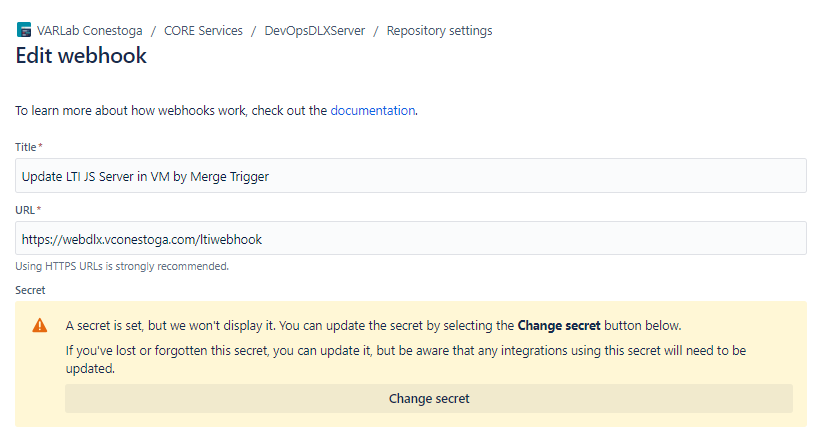 VARLab Conestoga / CORE Services / DevOpsDLXServer / Repository settings
Edit webhook
To learn more about how webhooks work, check out the documentation.
Title*
Update LTI JS Server in VM by Merge Trigger
URL*
https://webdlx.vconestoga.com/ltiwebhook
Using HTTPS URLs is strongly recommended.
Secret
A secret is set, but we won't display it. You can update the secret by selecting the Change secret button below.
If you've lost or forgotten this secret, you can update it, but be aware that any integrations using this secret will need to be
updated.
Change secret